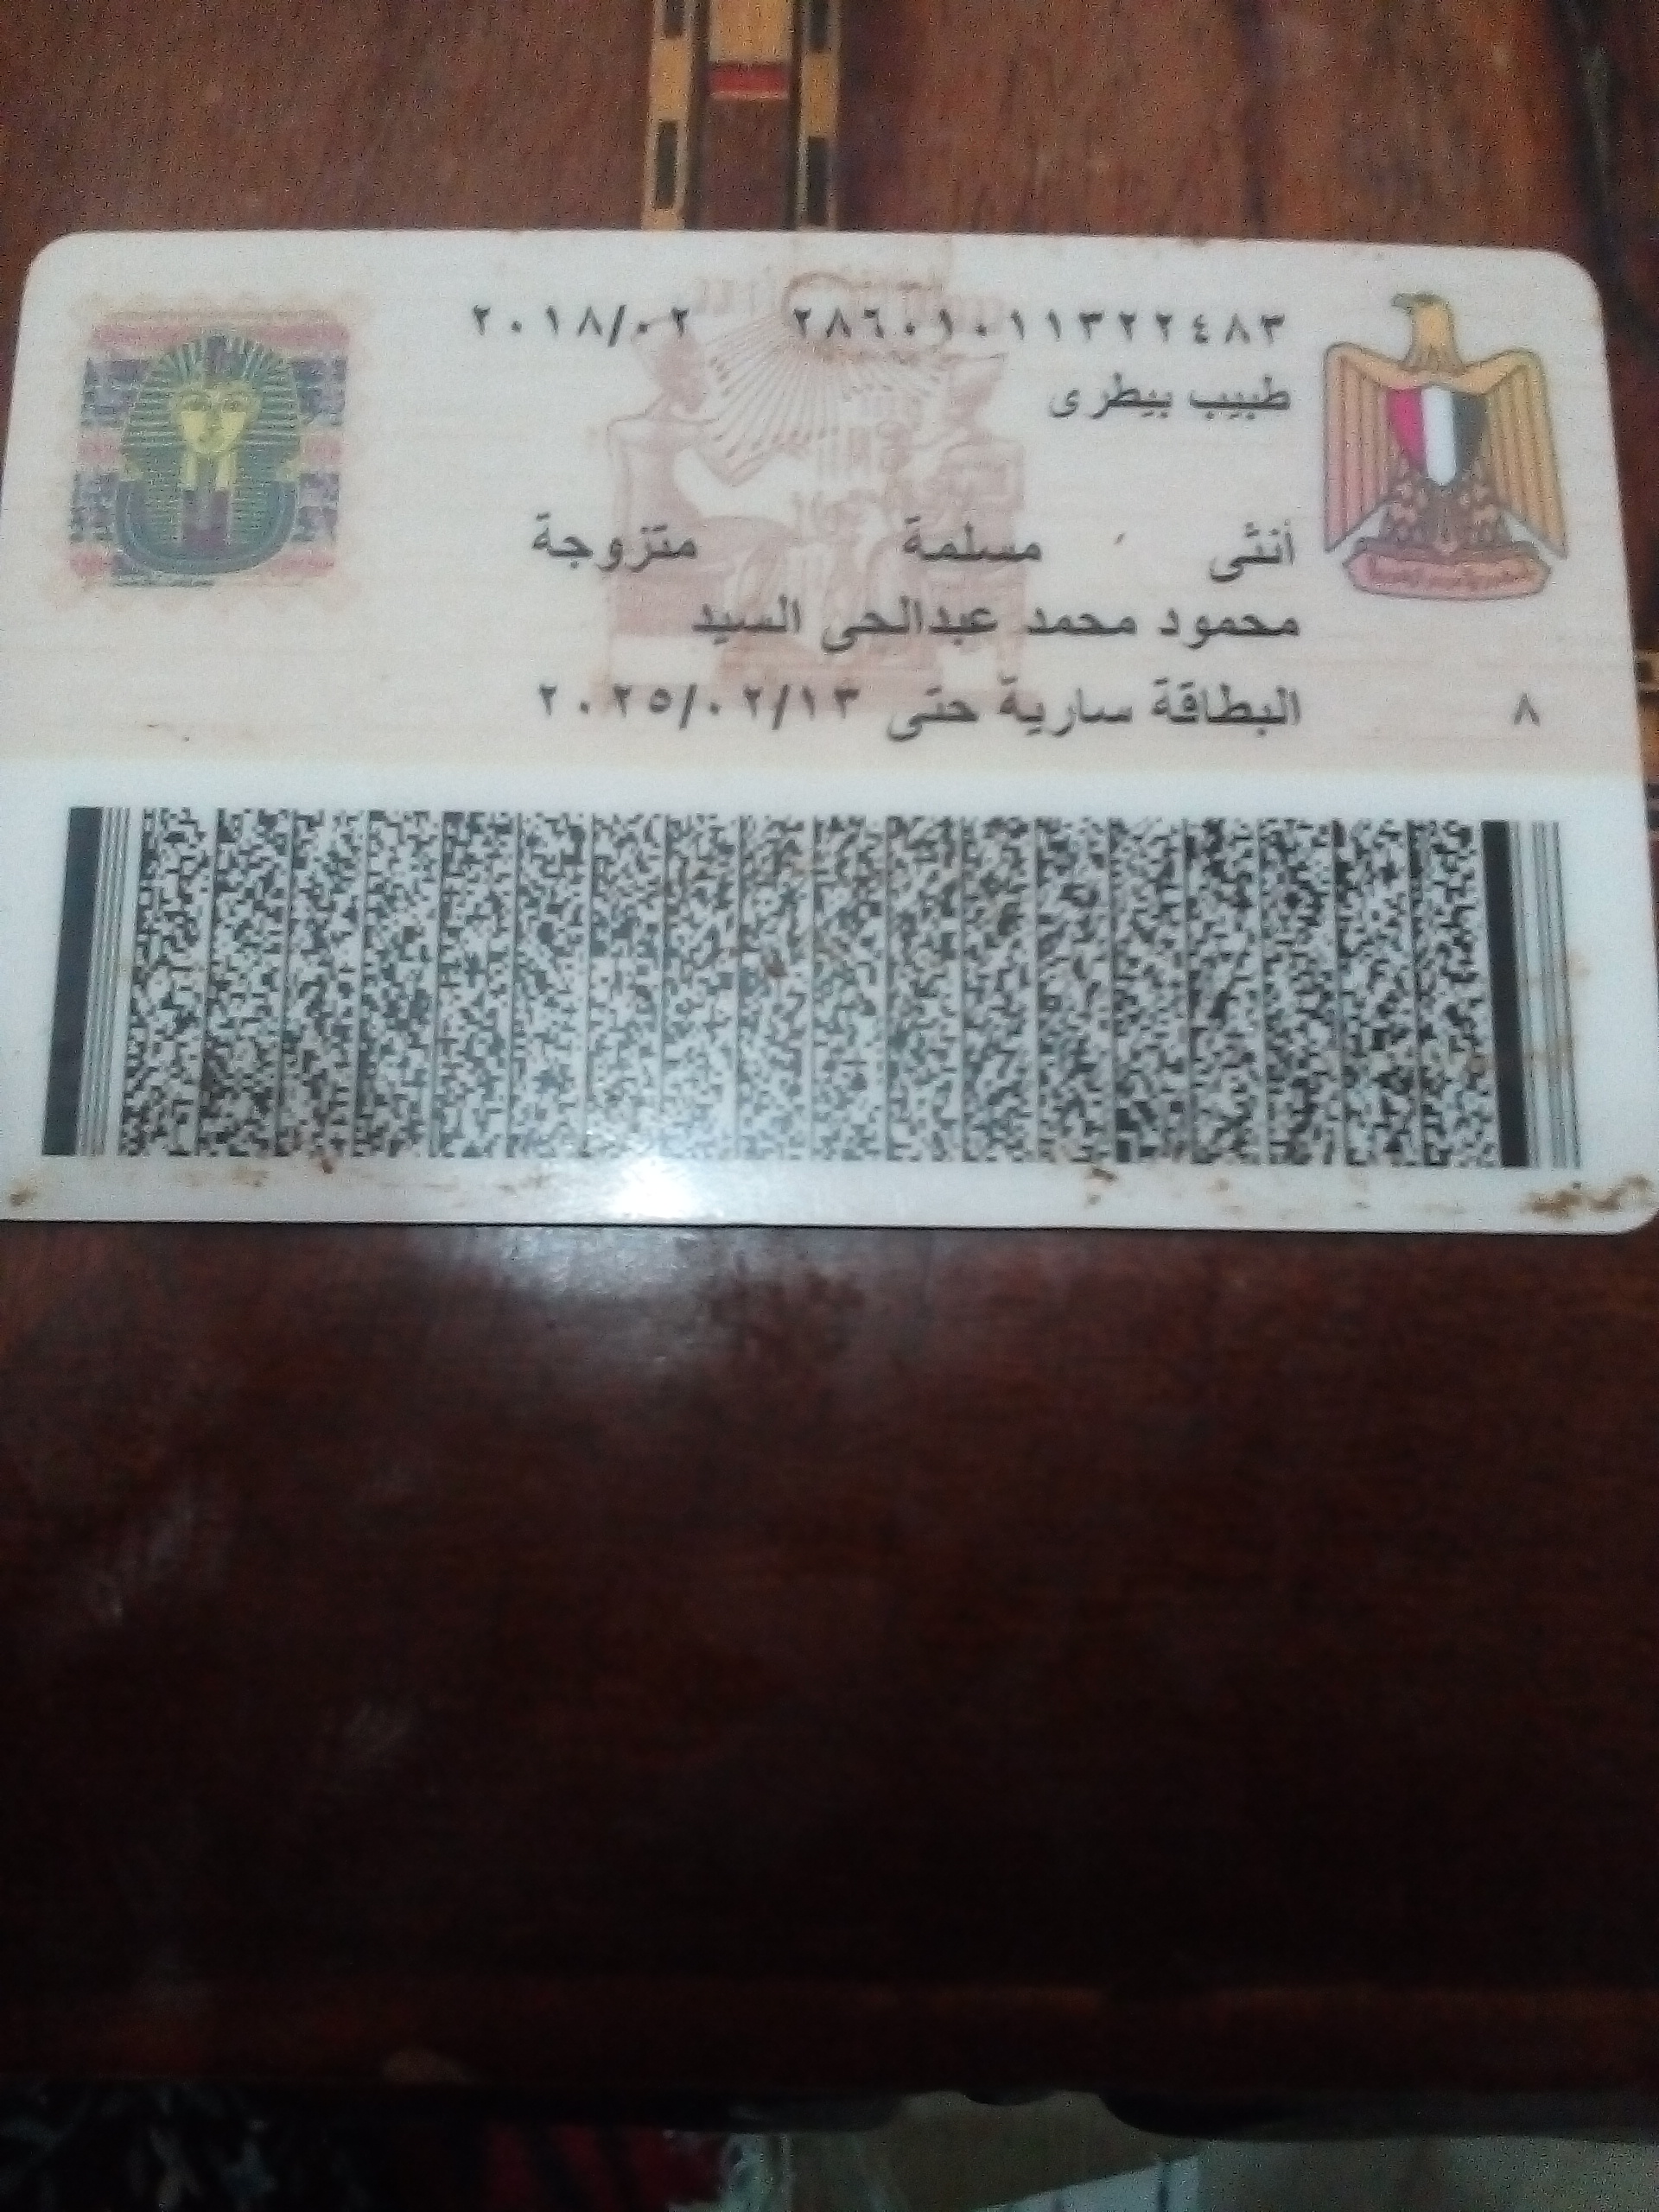 ٢٨٦٠١٠١١٣٢٢٤٨٣ ٢٠١٨/٠٢
طبيب بيطرى
أنثى مسلمة متزوجة
محمود محمد عبدالحى السيد
البطاقة سارية حتى ٢٠٢٥/٠٢/١٣
٨